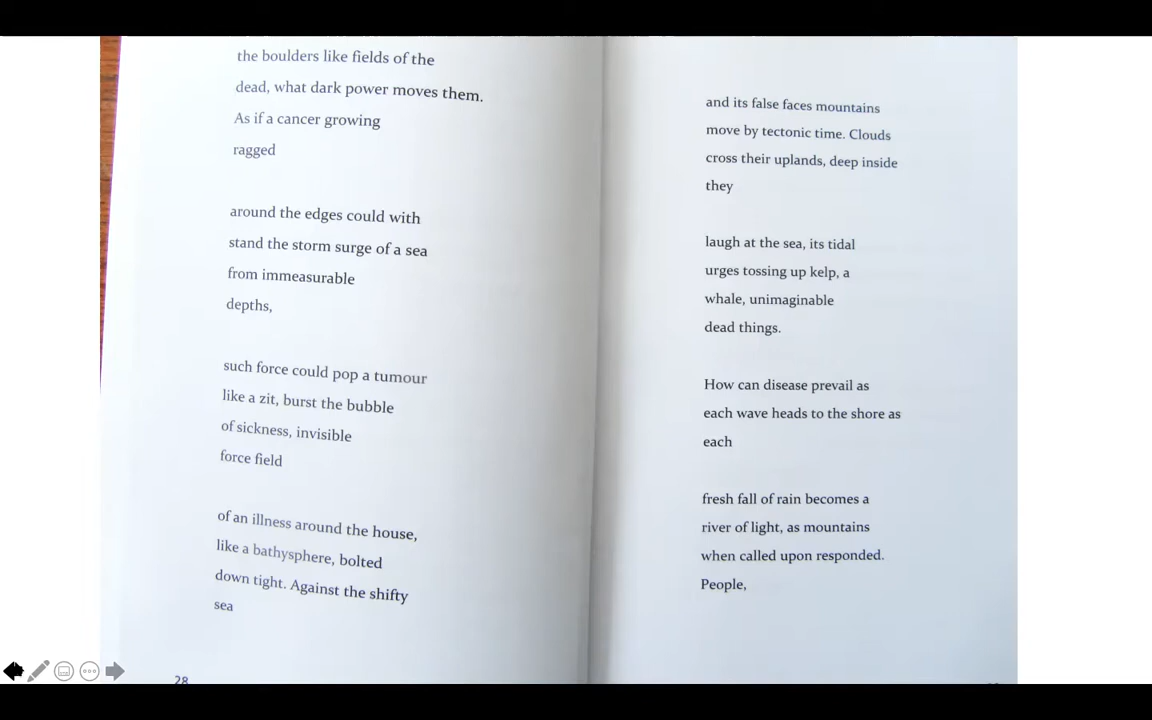 the boulders like fields of the
dead, what dark power moves them.
As if a cancer growing
ragged
around the edges could with
stand the storm surge of a sea
from immeasurable
depths,
such force could pop a tumour
like a zit, burst the bubble
of sickness, invisible
force field
of an illness around the house,
like a bathysphere, bolted
down tight. Against the shifty
sea
28
and its false faces mountains
move by tectonic time. Clouds
cross their uplands, deep inside
they
laugh at the sea, its tidal
urges tossing up kelp, a
whale, unimaginable
dead things.
How can disease prevail as
each wave heads to the shore as
each
fresh fall of rain becomes a
river of light, as mountains
when called upon responded.
People,